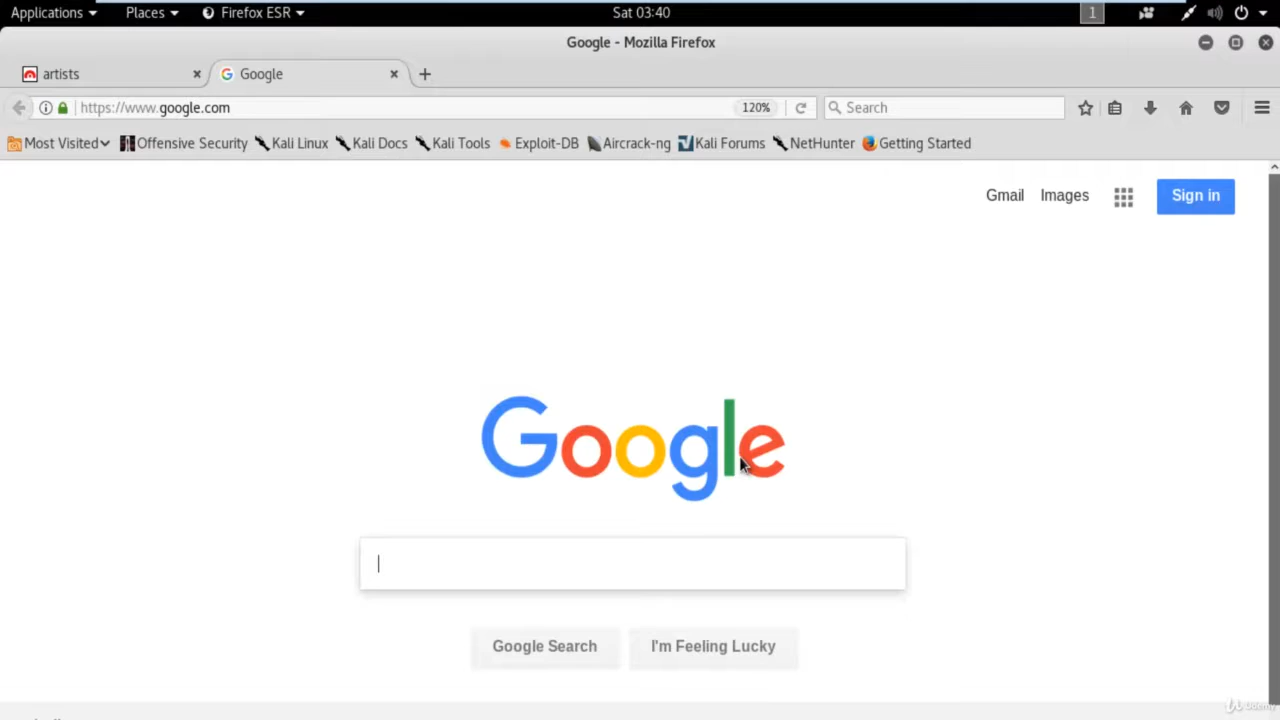 Applications Places Firefox ESR Sat 03:40 1
Google - Mozilla Firefox
artists Google
https://www.google.com 120% Search
Most Visited Offensive Security Kali Linux Kali Docs Kali Tools Exploit-DB Aircrack-ng Kali Forums NetHunter Getting Started
Gmail Images Sign in
Google
Google Search I'm Feeling Lucky
Udemy